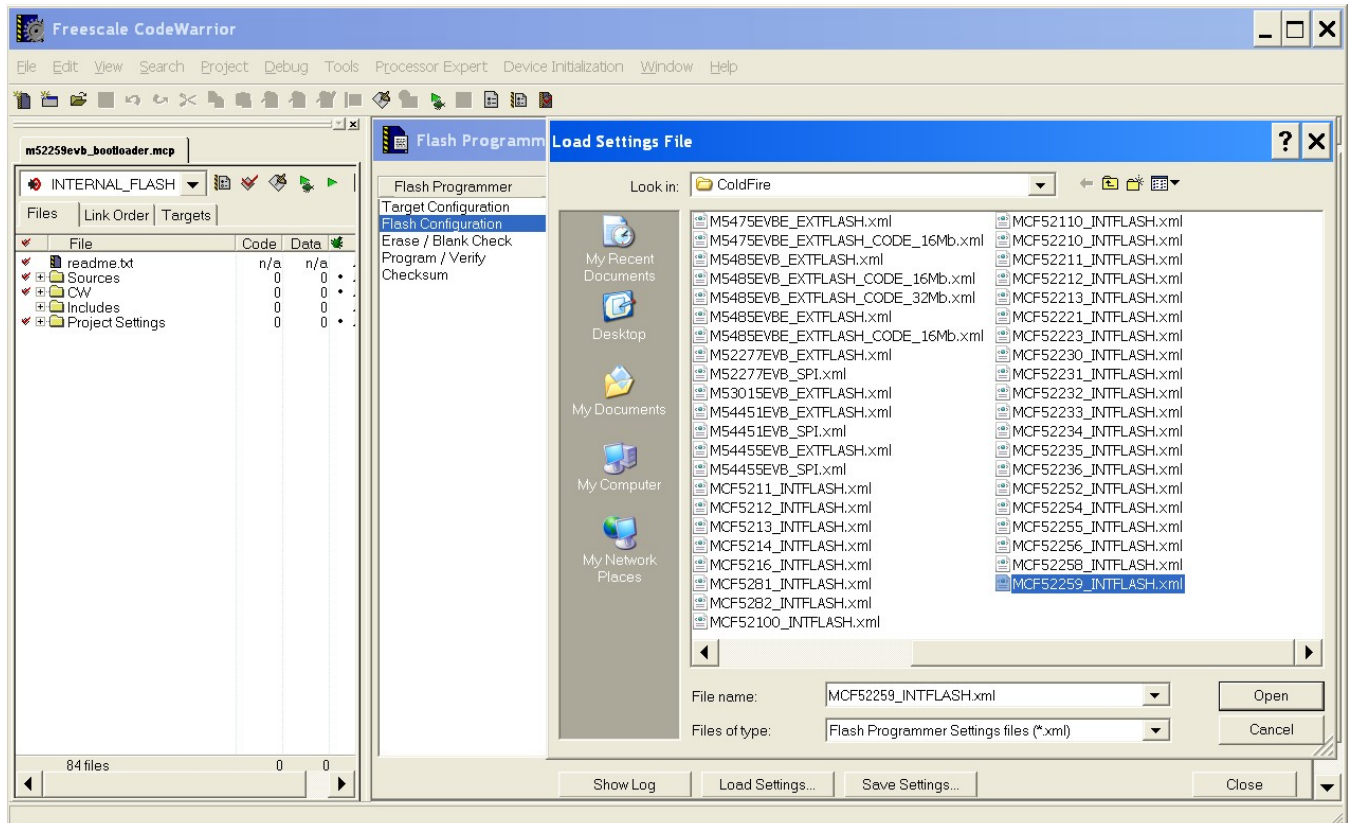 Freescale CodeWarrior
File Edit View Search Project Debug Tools Processor Expert Device Initialization Window Help
m52259evb_bootloader.mcp
INTERNAL_FLASH
Files Link Order Targets
File Code Data
readme.txt n/a n/a
Sources 0 0
CW 0 0
Includes 0 0
Project Settings 0 0
84 files 0 0
Flash Programm
Flash Programmer
Target Configuration
Flash Configuration
Erase / Blank Check
Program / Verify
Checksum
Load Settings File
Look in: ColdFire
My Recent
Documents
Desktop
My Documents
My Computer
My Network
Places
M5475EVBE_EXTFLASH.xml
M5475EVBE_EXTFLASH_CODE_16Mb.xml
M5485EVB_EXTFLASH.xml
M5485EVB_EXTFLASH_CODE_16Mb.xml
M5485EVB_EXTFLASH_CODE_32Mb.xml
M5485EVBE_EXTFLASH.xml
M5485EVBE_EXTFLASH_CODE_16Mb.xml
M52277EVB_EXTFLASH.xml
M52277EVB_SPI.xml
M53015EVB_EXTFLASH.xml
M54451EVB_EXTFLASH.xml
M54451EVB_SPI.xml
M54455EVB_EXTFLASH.xml
M54455EVB_SPI.xml
MCF5211_INTFLASH.xml
MCF5212_INTFLASH.xml
MCF5213_INTFLASH.xml
MCF5214_INTFLASH.xml
MCF5216_INTFLASH.xml
MCF5281_INTFLASH.xml
MCF5282_INTFLASH.xml
MCF52100_INTFLASH.xml
MCF52110_INTFLASH.xml
MCF52210_INTFLASH.xml
MCF52211_INTFLASH.xml
MCF52212_INTFLASH.xml
MCF52213_INTFLASH.xml
MCF52221_INTFLASH.xml
MCF52223_INTFLASH.xml
MCF52230_INTFLASH.xml
MCF52231_INTFLASH.xml
MCF52232_INTFLASH.xml
MCF52233_INTFLASH.xml
MCF52234_INTFLASH.xml
MCF52235_INTFLASH.xml
MCF52236_INTFLASH.xml
MCF52252_INTFLASH.xml
MCF52254_INTFLASH.xml
MCF52255_INTFLASH.xml
MCF52256_INTFLASH.xml
MCF52258_INTFLASH.xml
MCF52259_INTFLASH.xml
File name: MCF52259_INTFLASH.xml Open
Files of type: Flash Programmer Settings files (*.xml) Cancel
Show Log Load Settings... Save Settings... Close